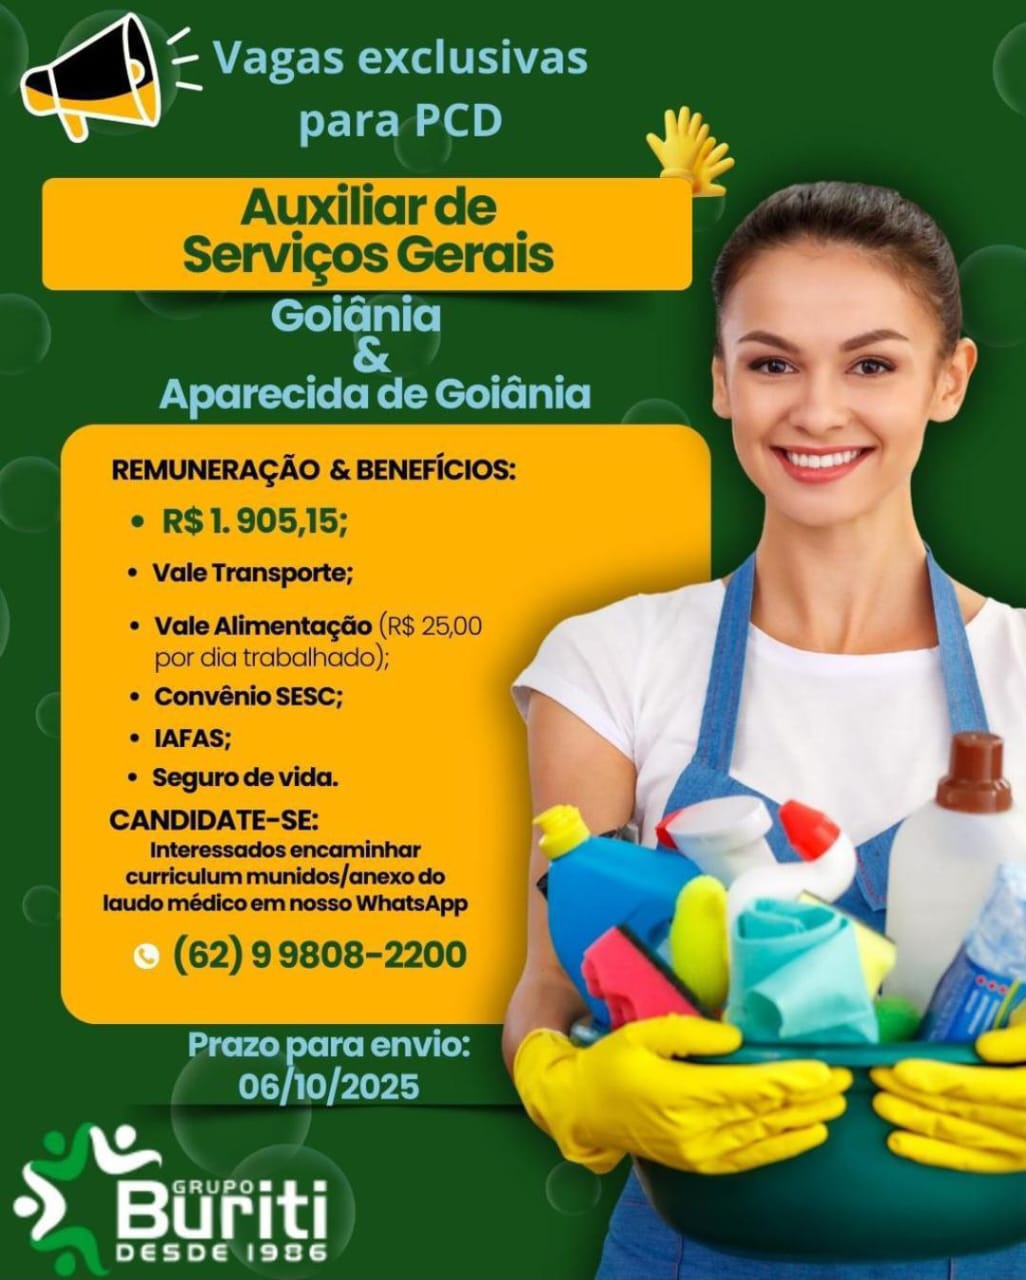 Vagas exclusivas
para PCD
Auxiliar de
Serviços Gerais
Goiânia
&
Aparecida de Goiânia
REMUNERAÇÃO & BENEFÍCIOS:
• R$ 1. 905,15;
• Vale Transporte;
• Vale Alimentação (R$ 25,00
por dia trabalhado);
• Convênio SESC;
• IAFAS;
• Seguro de vida.
CANDIDATE-SE:
Interessados encaminhar
curriculum munidos/anexo do
laudo médico em nosso WhatsApp
(62) 9 9808-2200
Prazo para envio:
06/10/2025
GRUPO
Buriti
DESDE 1986